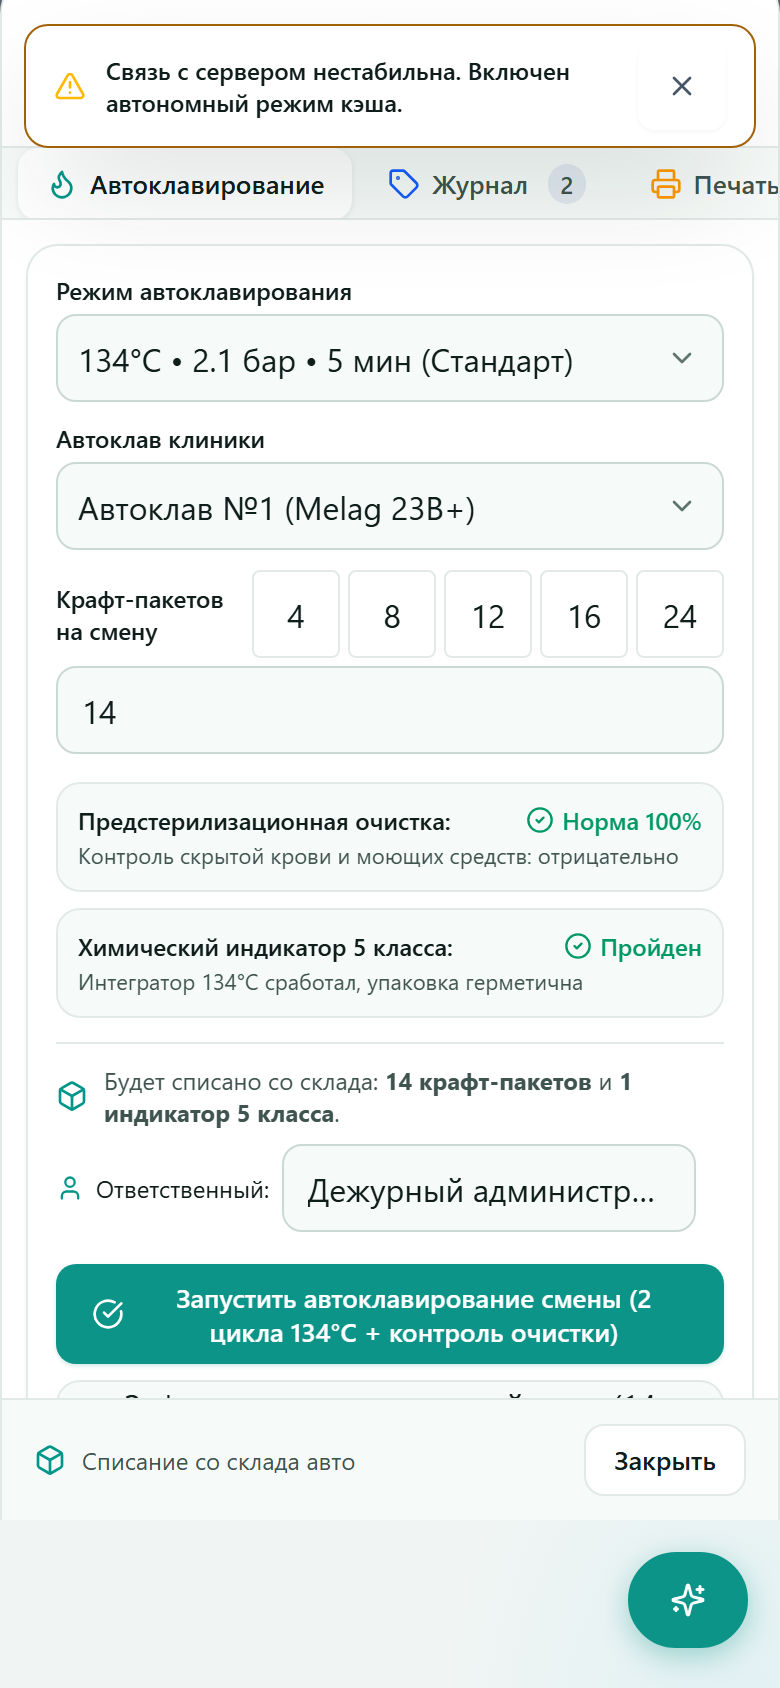 Связь с сервером нестабильна. Включен
автономный режим кэша.
Автоклавирование
Журнал 2
Печать
Режим автоклавирования
134°C • 2.1 бар • 5 мин (Стандарт)
Автоклав клиники
Автоклав №1 (Melag 23B+)
Крафт-пакетов
на смену
4 8 12 16 24
14
Предстерилизационная очистка: Норма 100%
Контроль скрытой крови и моющих средств: отрицательно
Химический индикатор 5 класса: Пройден
Интегратор 134°C сработал, упаковка герметична
Будет списано со склада: 14 крафт-пакетов и 1
индикатор 5 класса.
Ответственный: Дежурный администр...
Запустить автоклавирование смены (2
цикла 134°C + контроль очистки)
Списание со склада авто
Закрыть